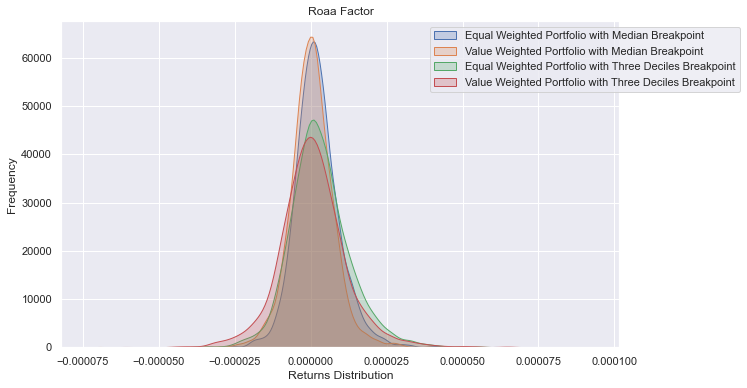 Roaa Factor
Equal Weighted Portfolio with Median Breakpoint
Value Weighted Portfolio with Median Breakpoint
Equal Weighted Portfolio with Three Deciles Breakpoint
Value Weighted Portfolio with Three Deciles Breakpoint
60000
50000
40000
30000
20000
10000
0
Frequency
−0.000075 −0.000050 −0.000025 0.000000 0.000025 0.000050 0.000075 0.000100
Returns Distribution